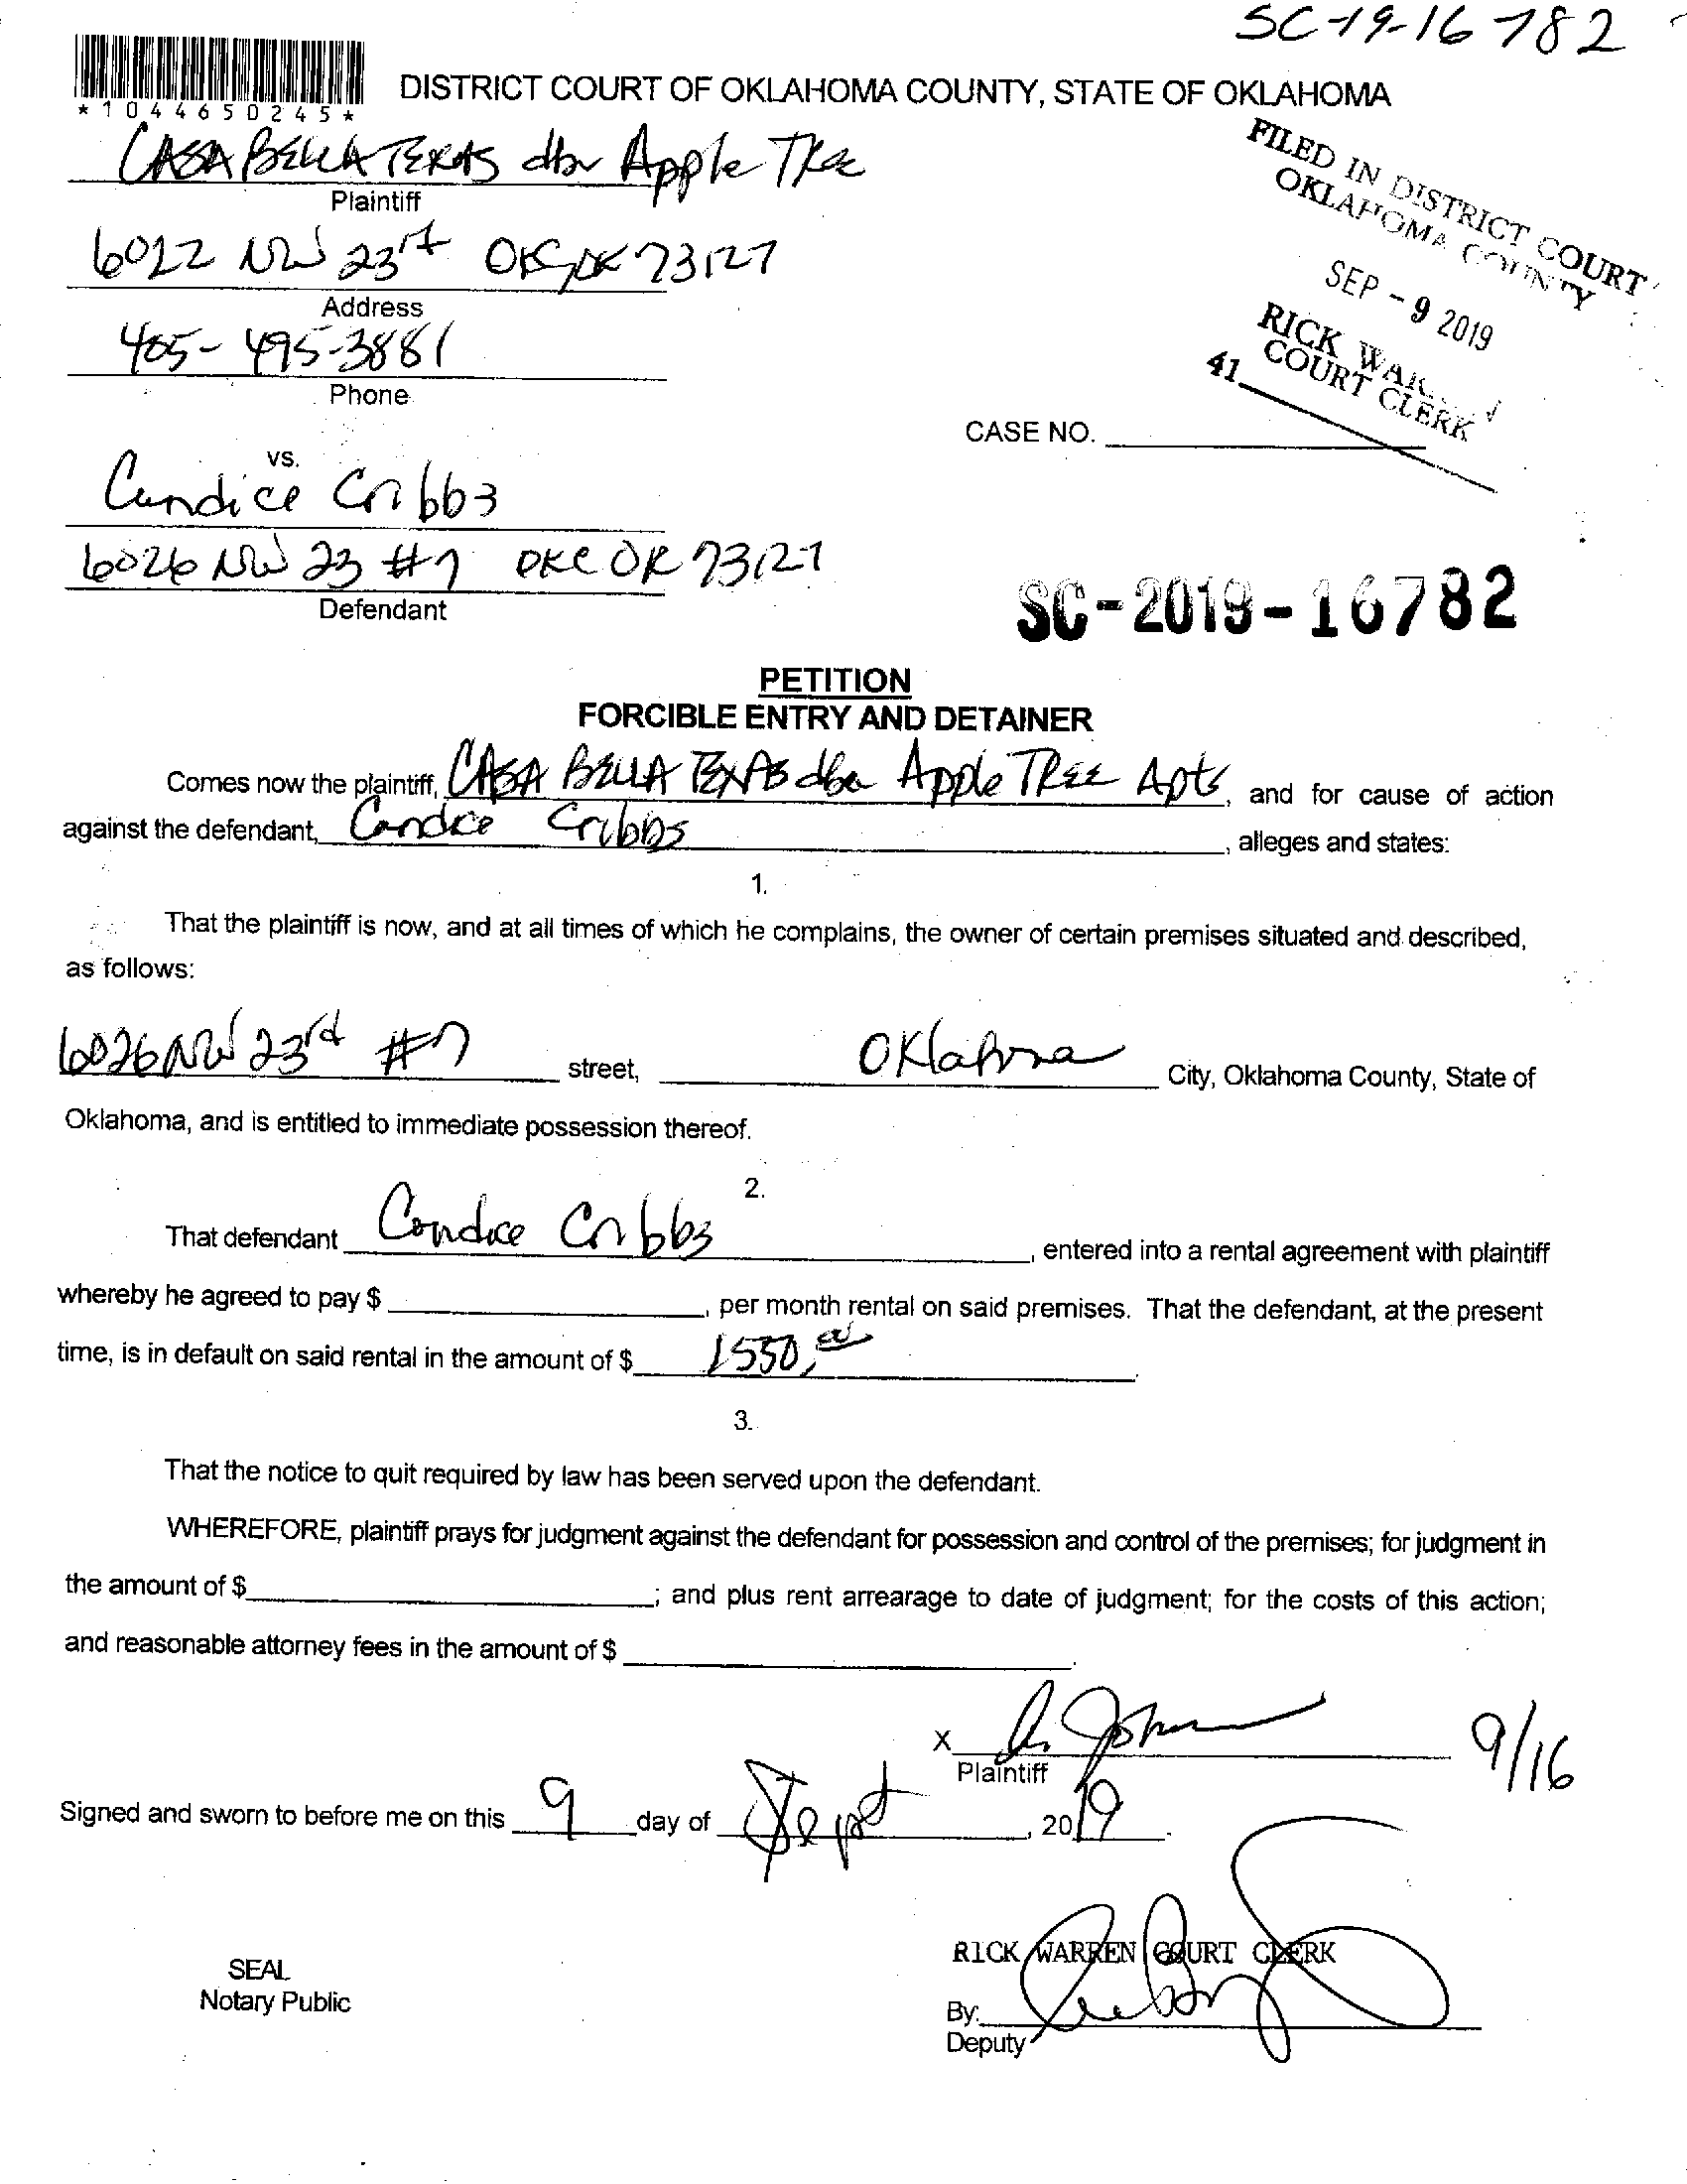 SC-19-16782
*1044650245*
DISTRICT COURT OF OKLAHOMA COUNTY, STATE OF OKLAHOMA
CASA BELLA TEXAS dba Apple Tree
Plaintiff
FILED IN DISTRICT COURT
OKLAHOMA COUNTY
6022 NW 23rd OKC, OK 73127
Address
SEP - 9 2019
405-495-3881
Phone
RICK WARREN
COURT CLERK
41
CASE NO.
vs.
Candice Cribbs
6026 NW 23 #7 OKC OK 73127
Defendant
SC-2019-16782
PETITION
FORCIBLE ENTRY AND DETAINER
Comes now the plaintiff, CASA BELLA TEXAS dba Apple TREE Apts, and for cause of action
against the defendant, Candice Cribbs, alleges and states:
1.
That the plaintiff is now, and at all times of which he complains, the owner of certain premises situated and described,
as follows:
6026 NW 23rd #7 street, Oklahoma City, Oklahoma County, State of
Oklahoma, and is entitled to immediate possession thereof.
2.
That defendant Candice Cribbs, entered into a rental agreement with plaintiff
whereby he agreed to pay $, per month rental on said premises. That the defendant, at the present
time, is in default on said rental in the amount of $ 1550,00
3.
That the notice to quit required by law has been served upon the defendant.
WHEREFORE, plaintiff prays for judgment against the defendant for possession and control of the premises; for judgment in
the amount of $; and plus rent arrearage to date of judgment; for the costs of this action;
and reasonable attorney fees in the amount of $.
X
Plaintiff
9/16
Signed and sworn to before me on this 9 day of Sept, 2019.
RICK WARREN COURT CLERK
SEAL
Notary Public
By:
Deputy